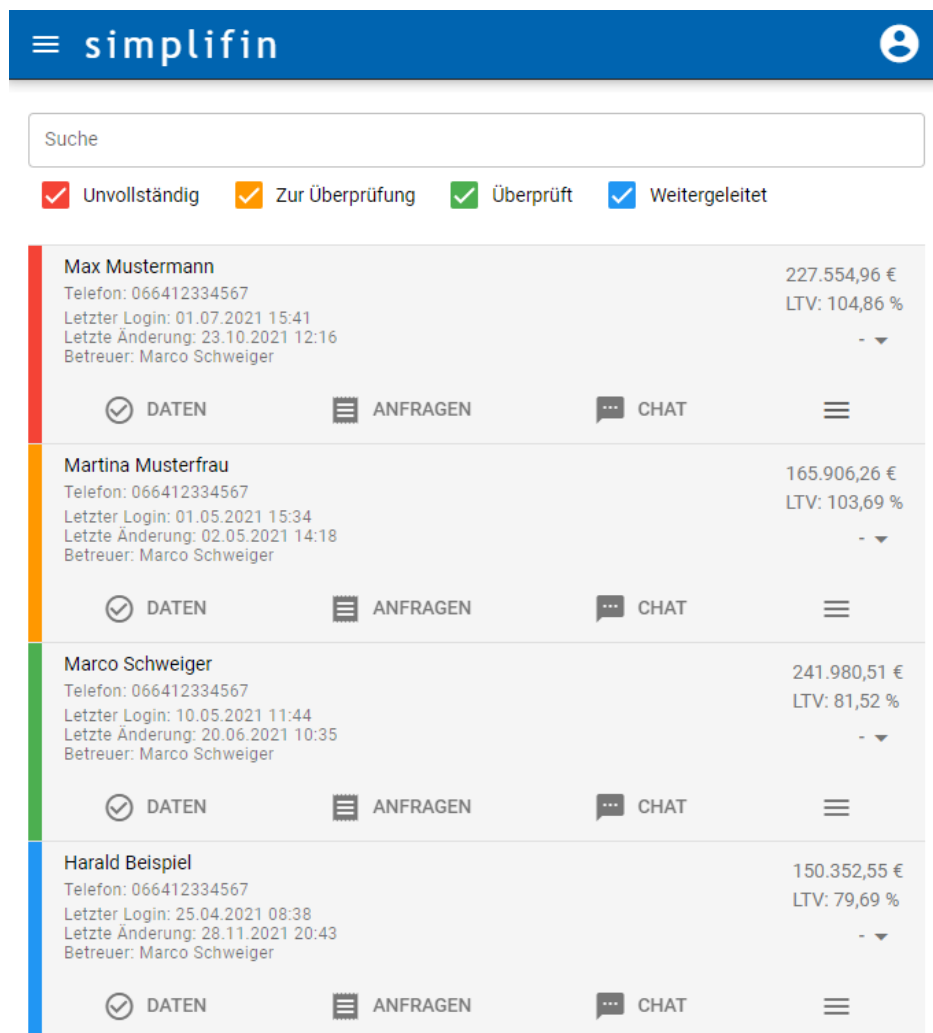 simplifin
Suche
Unvollständig Zur Überprüfung Überprüft Weitergeleitet
Max Mustermann
227.554,96 €
Telefon: 066412334567
LTV: 104,86 %
Letzter Login: 01.07.2021 15:41
Letzte Änderung: 23.10.2021 12:16
-
Betreuer: Marco Schweiger
DATEN ANFRAGEN CHAT
Martina Musterfrau
165.906,26 €
Telefon: 066412334567
LTV: 103,69 %
Letzter Login: 01.05.2021 15:34
Letzte Änderung: 02.05.2021 14:18
-
Betreuer: Marco Schweiger
DATEN ANFRAGEN CHAT
Marco Schweiger
241.980,51 €
Telefon: 066412334567
LTV: 81,52 %
Letzter Login: 10.05.2021 11:44
Letzte Änderung: 20.06.2021 10:35
-
Betreuer: Marco Schweiger
DATEN ANFRAGEN CHAT
Harald Beispiel
150.352,55 €
Telefon: 066412334567
LTV: 79,69 %
Letzter Login: 25.04.2021 08:38
Letzte Änderung: 28.11.2021 20:43
-
Betreuer: Marco Schweiger
DATEN ANFRAGEN CHAT